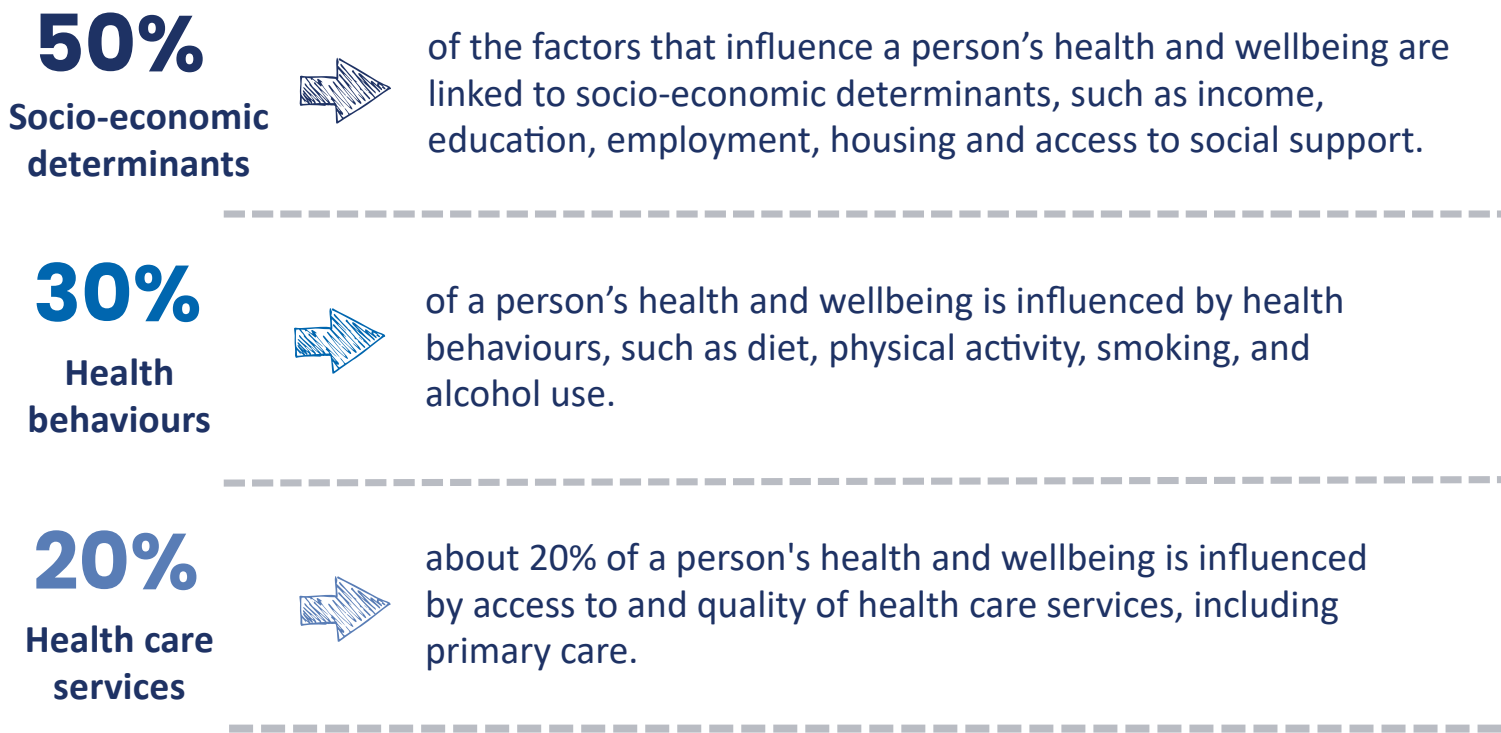 50%
Socio-economic
determinants
of the factors that influence a person’s health and wellbeing are
linked to socio-economic determinants, such as income,
education, employment, housing and access to social support.
30%
Health
behaviours
of a person’s health and wellbeing is influenced by health
behaviours, such as diet, physical activity, smoking, and
alcohol use.
20%
Health care
services
about 20% of a person's health and wellbeing is influenced
by access to and quality of health care services, including
primary care.